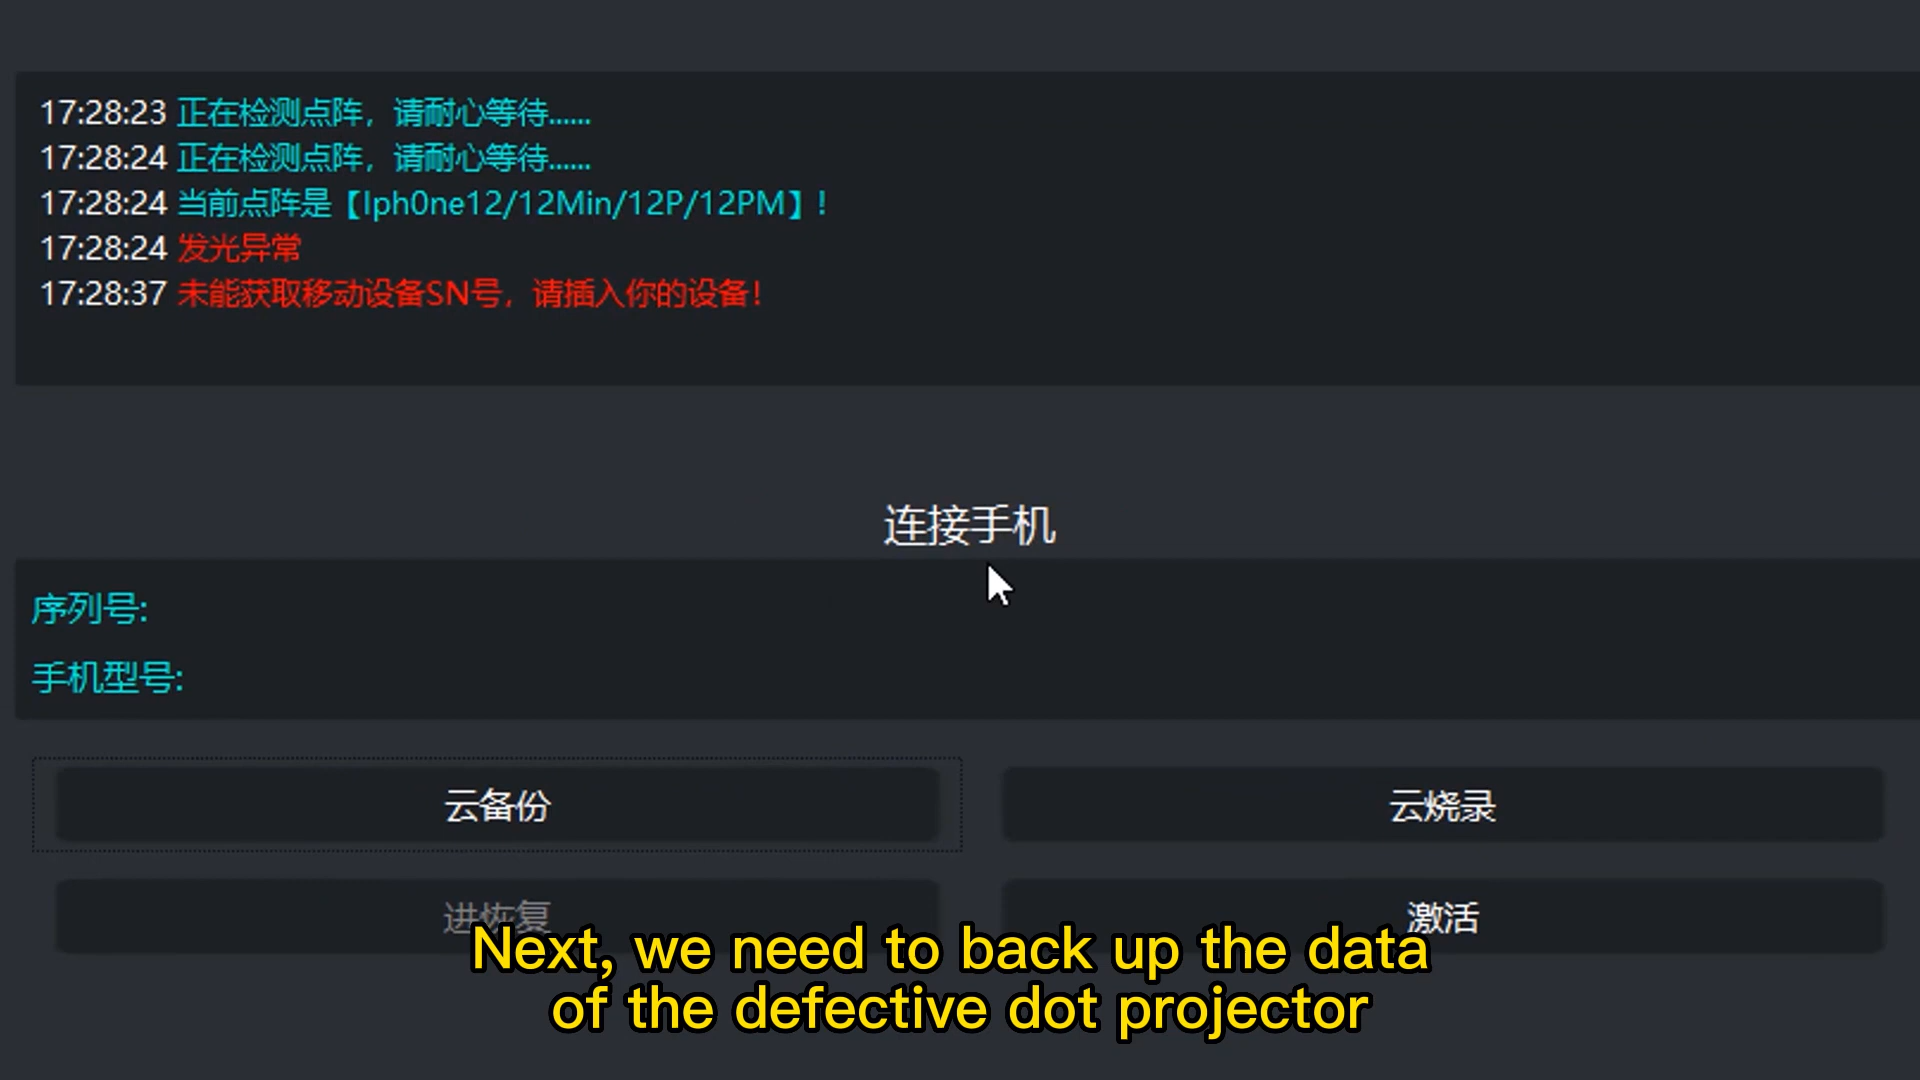 17:28:23 正在检测点阵，请耐心等待......
17:28:24 正在检测点阵，请耐心等待......
17:28:24 当前点阵是【Iph0ne12/12Min/12P/12PM】！
17:28:24 发光异常
17:28:37 未能获取移动设备SN号，请插入你的设备！
连接手机
序列号:
手机型号:
云备份
云烧录
进恢复
激活
Next, we need to back up the data
of the defective dot projector